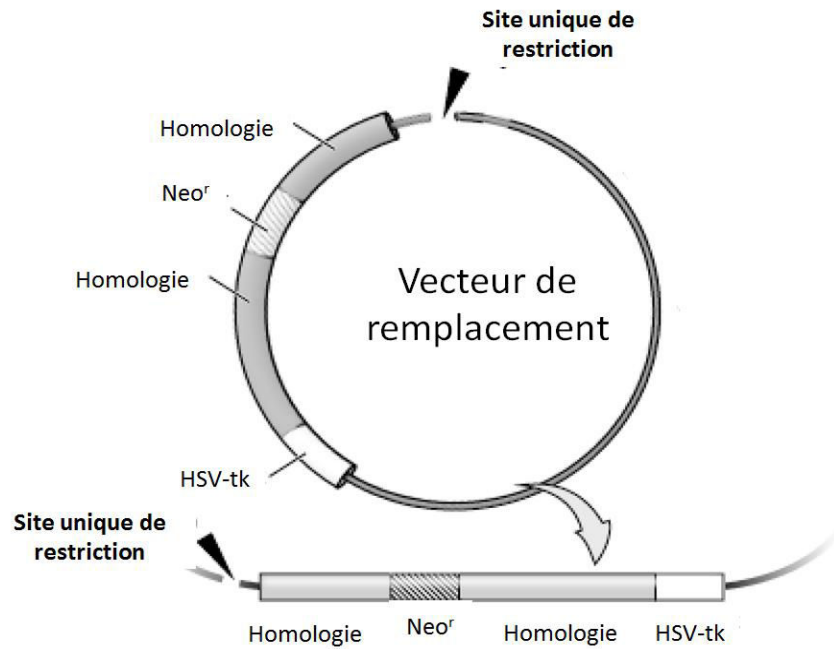 Site unique de
restriction
Homologie
Neoʳ
Homologie
Vecteur de
remplacement
HSV-tk
Site unique de
restriction
Homologie
Neoʳ
Homologie
HSV-tk